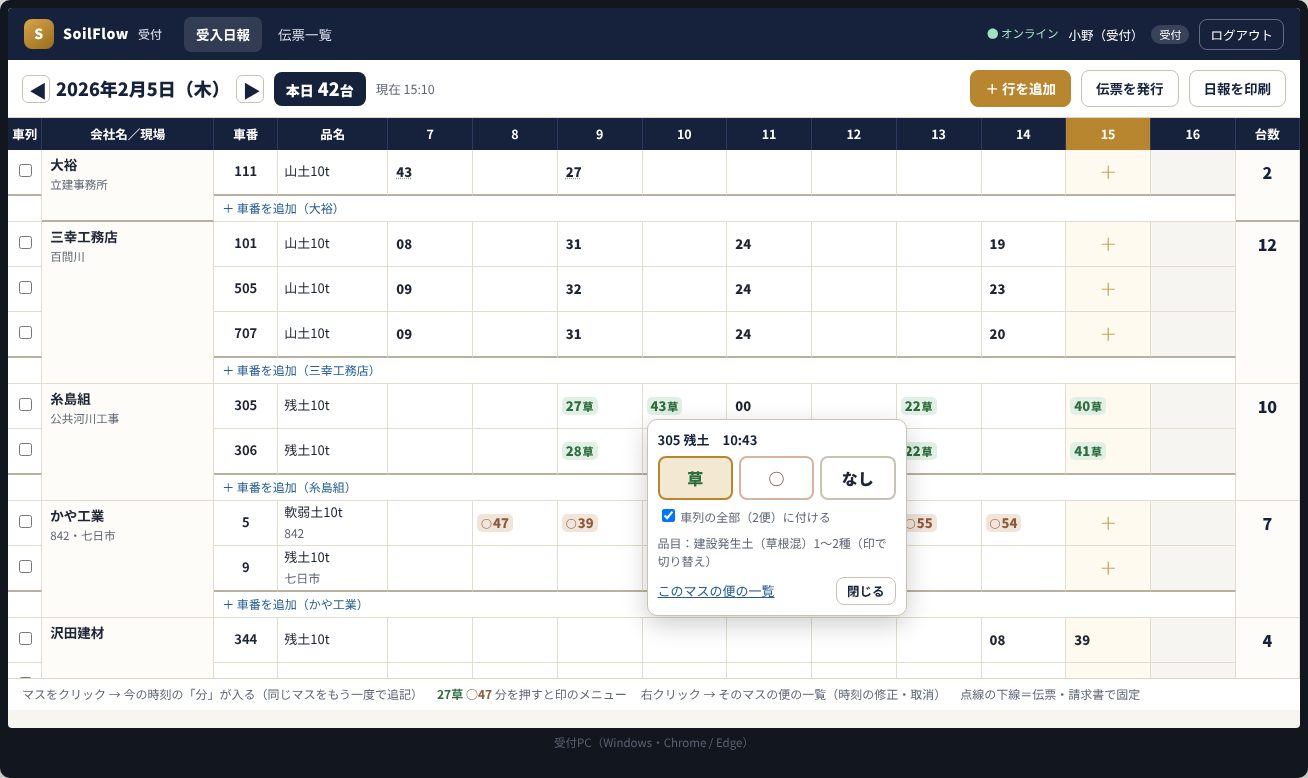 S SoilFlow 受付 受入日報 伝票一覧 オンライン 小野（受付） 受付 ログアウト
◀ 2026年2月5日（木） ▶ 本日 42台 現在 15:10 ＋ 行を追加 伝票を発行 日報を印刷
車列 会社名／現場 車番 品名 7 8 9 10 11 12 13 14 15 16 台数
大裕 111 山土10t 43 27 ＋ 2
立建事務所
＋ 車番を追加（大裕）
三幸工務店 101 山土10t 08 31 24 19 ＋ 12
百間川
505 山土10t 09 32 24 23 ＋
707 山土10t 09 31 24 20 ＋
＋ 車番を追加（三幸工務店）
糸島組 305 残土10t 27草 43草 00 22草 40草 10
公共河川工事
306 残土10t 28草 22草 41草
＋ 車番を追加（糸島組）
305 残土 10:43
草 ○ なし
車列の全部（2便）に付ける
品目：建設発生土（草根混）1〜2種（印で
切り替え）
このマスの便の一覧 閉じる
かや工業 5 軟弱土10t ○47 ○39 ○55 ○54 ＋ 7
842・七日市 842
9 残土10t ＋
七日市
＋ 車番を追加（かや工業）
沢田建材 344 残土10t 08 39 4
マスをクリック → 今の時刻の「分」が入る（同じマスをもう一度で追記） 27草 ○47 分を押すと印のメニュー 右クリック → そのマスの便の一覧（時刻の修正・取消） 点線の下線＝伝票・請求書で固定
受付PC（Windows・Chrome / Edge）